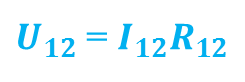 U₁₂ = I₁₂R₁₂